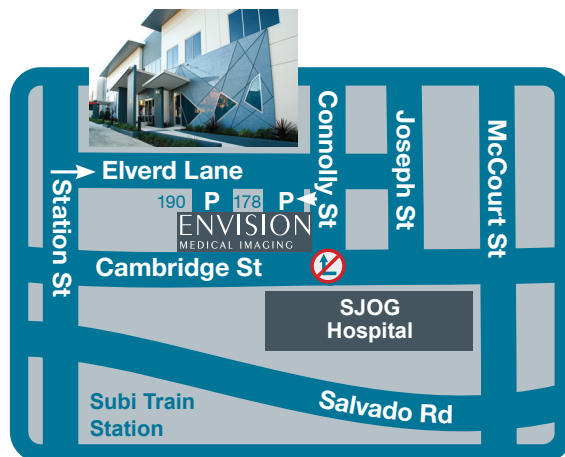 Connolly St
Joseph St
McCourt St
Elverd Lane
Station St
190 P 178 P
ENVISION
MEDICAL IMAGING
Cambridge St
SJOG
Hospital
Salvado Rd
Subi Train
Station